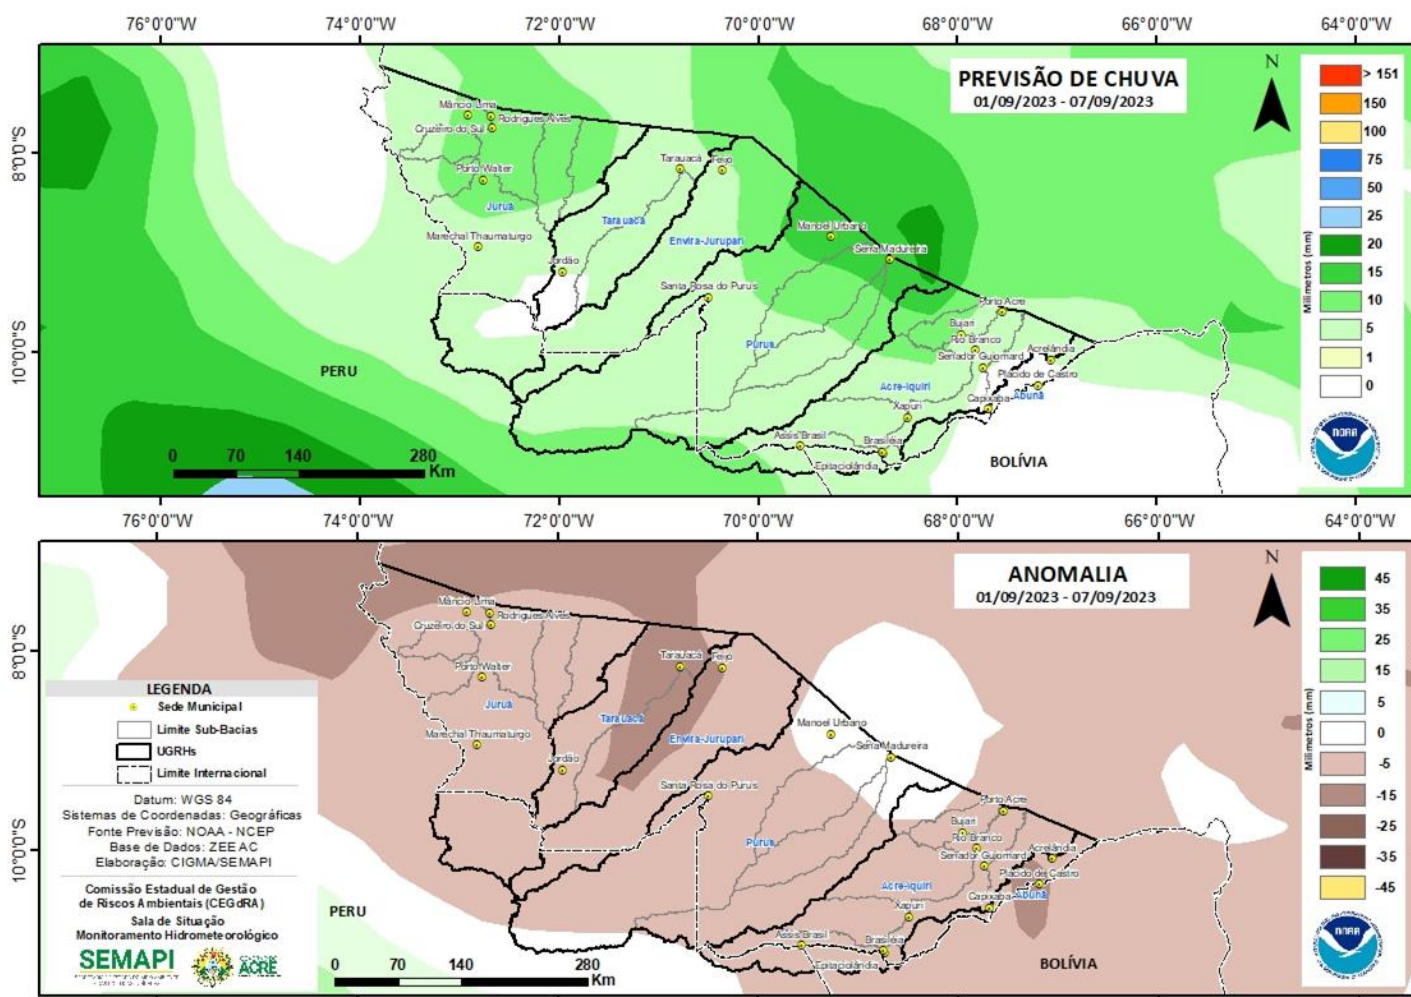 76°0'0"W 74°0'0"W 72°0'0"W 70°0'0"W 68°0'0"W 66°0'0"W 64°0'0"W
PREVISÃO DE CHUVA
01/09/2023 - 07/09/2023
N
> 151
150
100
75
50
25
20
15
10
5
1
0
Milímetros (mm)
NOAA
8°0'0"S
10°0'0"S
Mâncio Lima
Rodrigues Alves
Cruzeiro do Sul
Porto Walter
Juruá
Marechal Thaumaturgo
Jordão
Tarauacá
Feijó
Tarauacá
Envira-Jurupari
Santa Rosa do Purus
Manoel Urbano
Sena Madureira
Purus
Porto Acre
Bujari
Rio Branco
Senador Guiomard
Acrelândia
Plácido de Castro
Acre-Iquiri
Abunã
Capixaba
Xapuri
Assis Brasil
Brasiléia
Epitaciolândia
PERU
BOLÍVIA
0 70 140 280
Km
76°0'0"W 74°0'0"W 72°0'0"W 70°0'0"W 68°0'0"W 66°0'0"W 64°0'0"W
ANOMALIA
01/09/2023 - 07/09/2023
N
45
35
25
15
5
0
-5
-15
-25
-35
-45
Milímetros (mm)
NOAA
8°0'0"S
10°0'0"S
Mâncio Lima
Rodrigues Alves
Cruzeiro do Sul
Porto Walter
Juruá
Marechal Thaumaturgo
Jordão
Tarauacá
Feijó
Tarauacá
Envira-Jurupari
Santa Rosa do Purus
Manoel Urbano
Sena Madureira
Purus
Porto Acre
Bujari
Rio Branco
Senador Guiomard
Acrelândia
Plácido de Castro
Acre-Iquiri
Abunã
Capixaba
Xapuri
Assis Brasil
Brasiléia
Epitaciolândia
PERU
BOLÍVIA
0 70 140 280
Km
LEGENDA
Sede Municipal
Limite Sub-Bacias
UGRHs
Limite Internacional
Datum: WGS 84
Sistemas de Coordenadas: Geográficas
Fonte Previsão: NOAA - NCEP
Base de Dados: ZEE AC
Elaboração: CIGMA/SEMAPI
Comissão Estadual de Gestão
de Riscos Ambientais (CEGdRA)
Sala de Situação
Monitoramento Hidrometeorológico
SEMAPI
ACRE